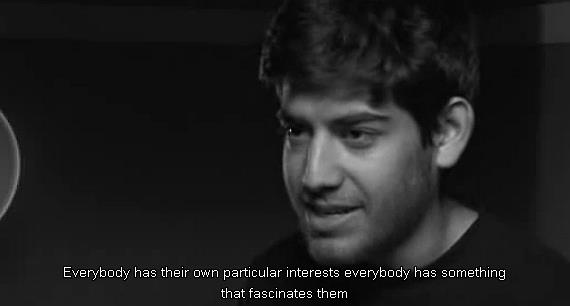 Everybody has their own particular interests everybody has something
that fascinates them